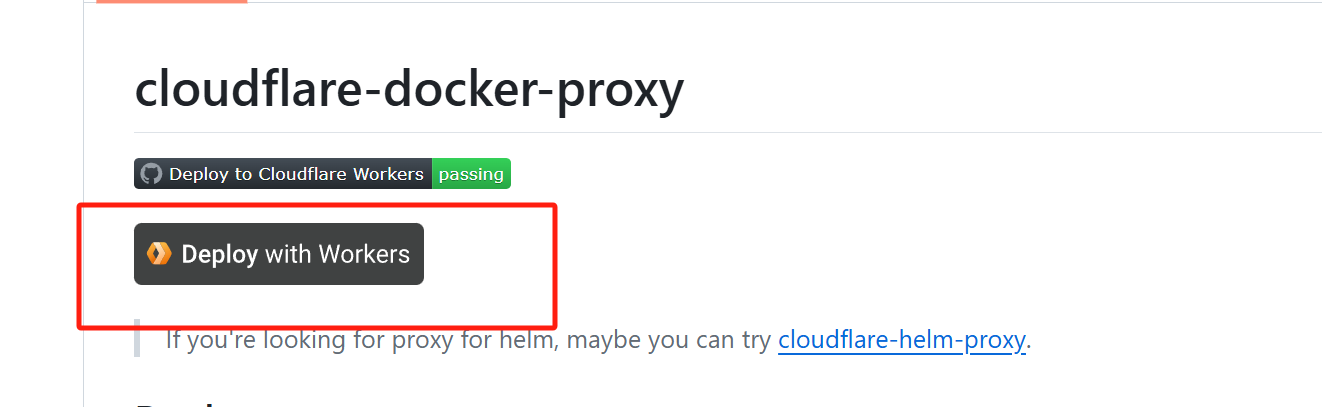 cloudflare-docker-proxy
Deploy to Cloudflare Workers passing
Deploy with Workers
If you're looking for proxy for helm, maybe you can try cloudflare-helm-proxy.